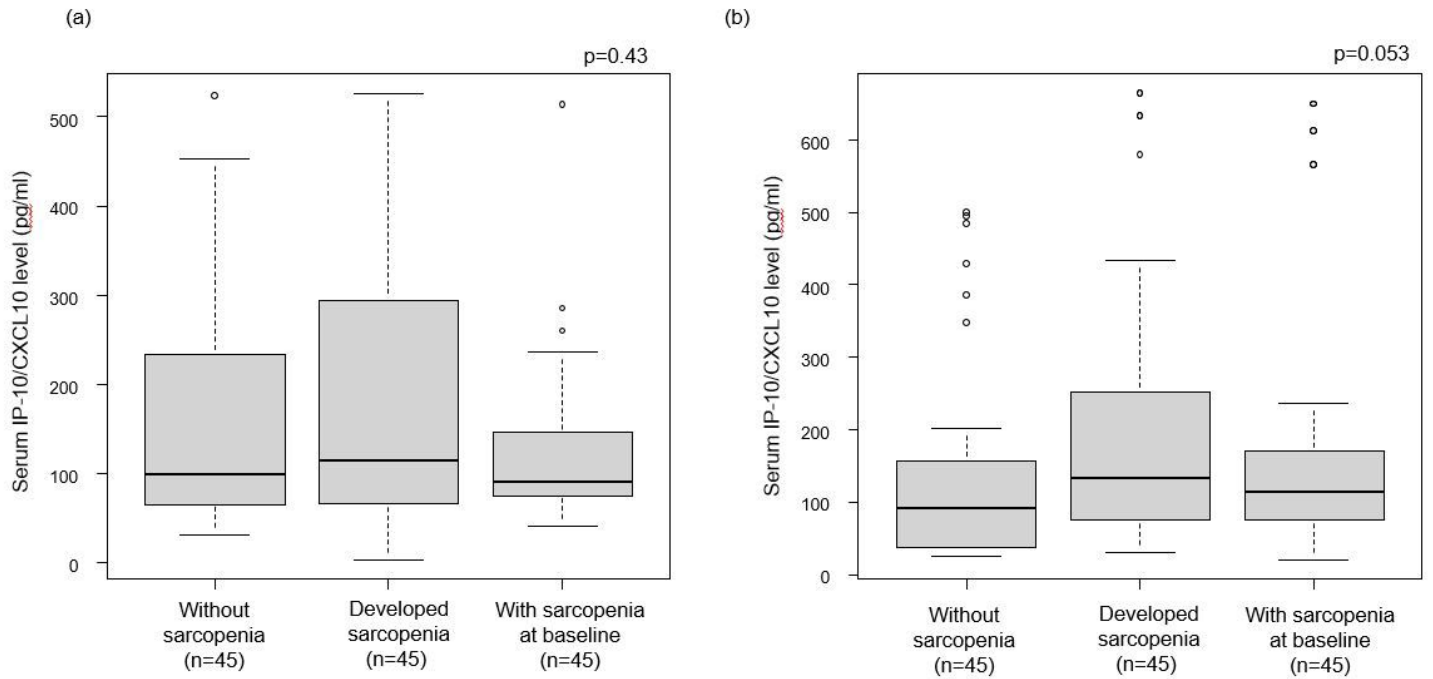 (a)
p=0.43
Serum IP-10/CXCL10 level (pg/ml)
500
400
300
200
100
0
Without
sarcopenia
(n=45)
Developed
sarcopenia
(n=45)
With sarcopenia
at baseline
(n=45)
(b)
p=0.053
Serum IP-10/CXCL10 level (pg/ml)
600
500
400
300
200
100
0
Without
sarcopenia
(n=45)
Developed
sarcopenia
(n=45)
With sarcopenia
at baseline
(n=45)